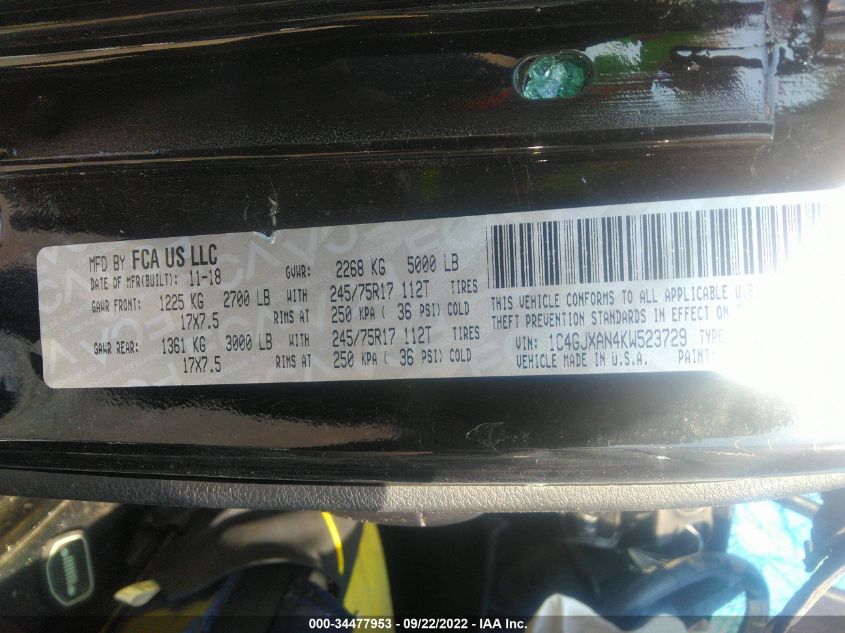 MFD BY FCA US LLC
DATE OF MFR(BUILT): 11-18 GVWR: 2268 KG 5000 LB
GAWR FRONT: 1225 KG 2700 LB WITH 245/75R17 112T TIRES
17X7.5 RIMS AT 250 KPA ( 36 PSI) COLD
GAWR REAR: 1361 KG 3000 LB WITH 245/75R17 112T TIRES
17X7.5 RIMS AT 250 KPA ( 36 PSI) COLD
THIS VEHICLE CONFORMS TO ALL APPLICABLE
THEFT PREVENTION STANDARDS IN EFFECT ON
VIN: 1C4GJXAN4KW523729 TYPE
VEHICLE MADE IN U.S.A. PAINT:
000-34477953 - 09/22/2022 - IAA Inc.